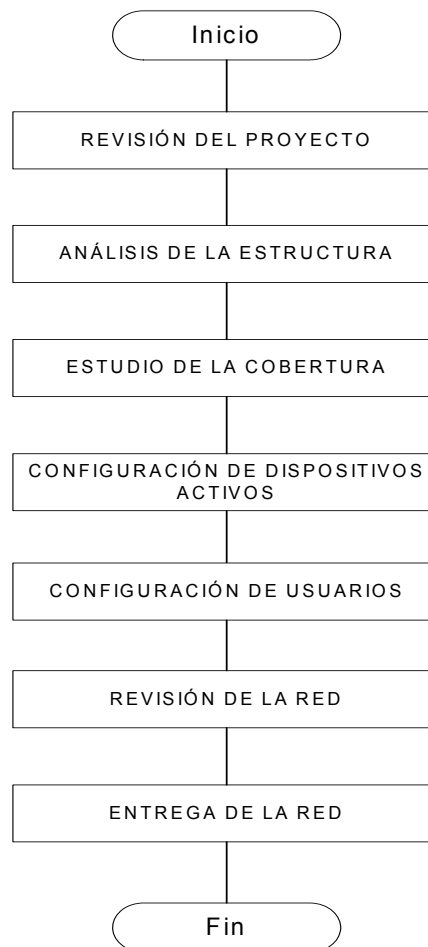 Inicio
REVISIÓN DEL PROYECTO
ANÁLISIS DE LA ESTRUCTURA
ESTUDIO DE LA COBERTURA
CONFIGURACIÓN DE DISPOSITIVOS
ACTIVOS
CONFIGURACIÓN DE USUARIOS
REVISIÓN DE LA RED
ENTREGA DE LA RED
Fin